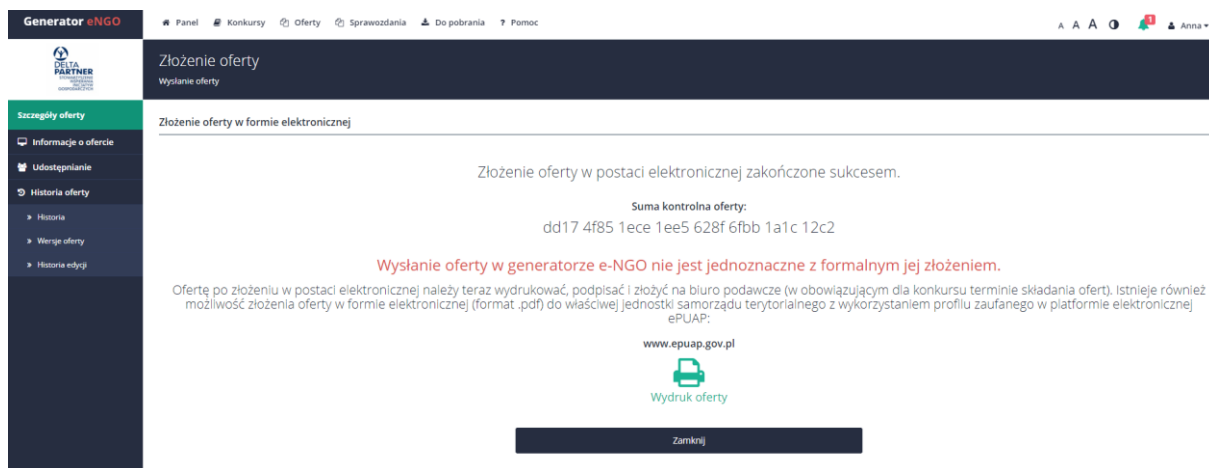 Generator eNGO
Panel Konkursy Oferty Sprawozdania Do pobrania ? Pomoc
A A A 1 Anna
DELTA
PARTNER
Złożenie oferty
Wysłanie oferty
Szczegóły oferty
Informacje o ofercie
Udostępnianie
Historia oferty
» Historia
» Wersje oferty
» Historia edycji
Złożenie oferty w formie elektronicznej
Złożenie oferty w postaci elektronicznej zakończone sukcesem.
Suma kontrolna oferty:
dd17 4f85 1ece 1ee5 628f 6fbb 1a1c 12c2
Wysłanie oferty w generatorze e-NGO nie jest jednoznaczne z formalnym jej złożeniem.
Ofertę po złożeniu w postaci elektronicznej należy teraz wydrukować, podpisać i złożyć na biuro podawcze (w obowiązującym dla konkursu terminie składania ofert). Istnieje również
możliwość złożenia oferty w formie elektronicznej (format .pdf) do właściwej jednostki samorządu terytorialnego z wykorzystaniem profilu zaufanego w platformie elektronicznej
ePUAP:
www.epuap.gov.pl
Wydruk oferty
Zamknij